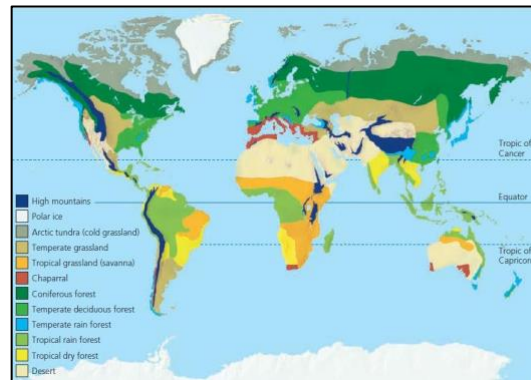 Tropic of
Cancer
Equator
Tropic of
Capricorn
High mountains
Polar ice
Arctic tundra (cold grassland)
Temperate grassland
Tropical grassland (savanna)
Chaparral
Coniferous forest
Temperate deciduous forest
Temperate rain forest
Tropical rain forest
Tropical dry forest
Desert